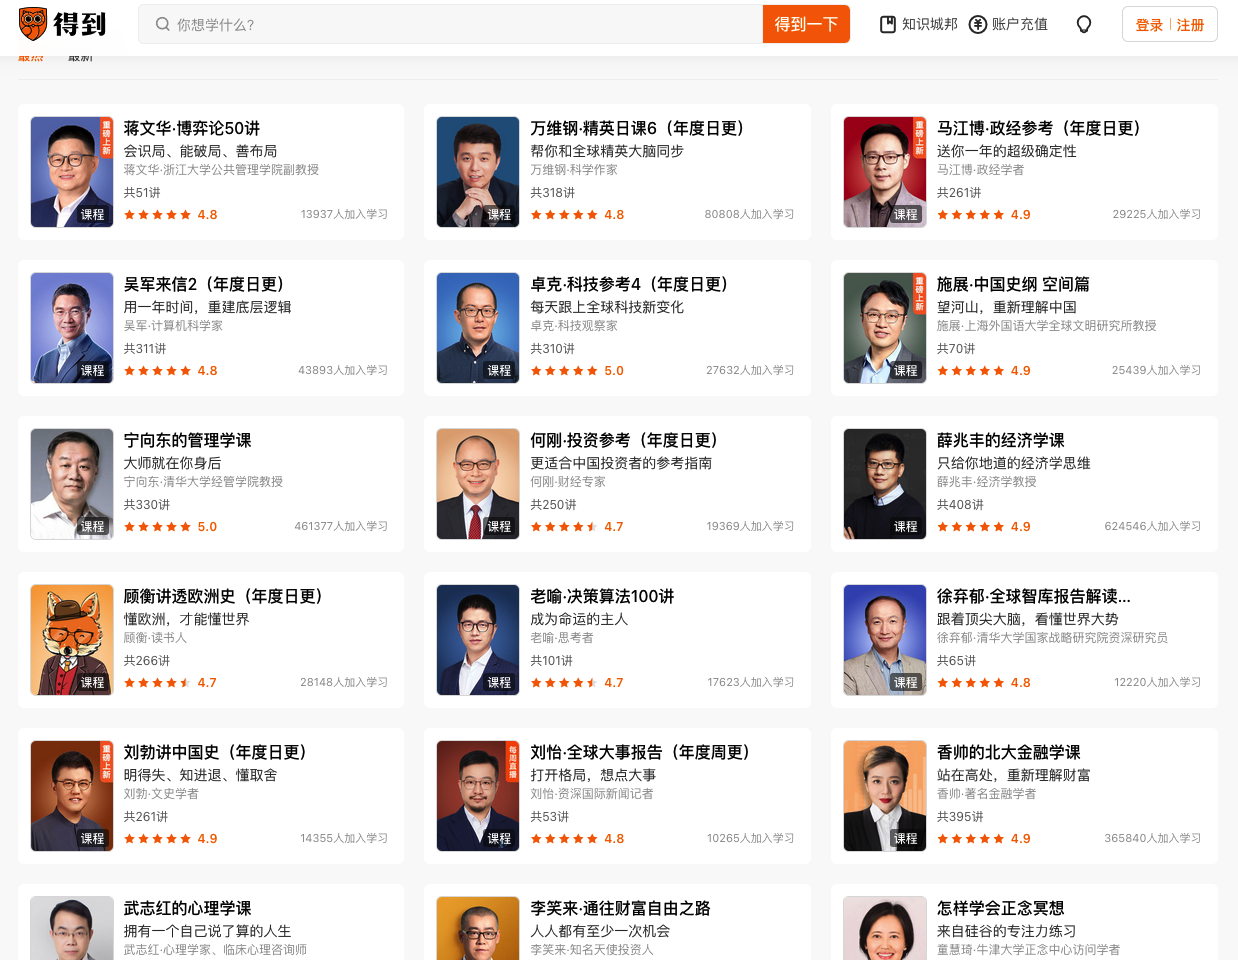 得到
你想学什么?
得到一下
知识城邦
账户充值
登录
注册
最热
最新
重磅上新
课程
蒋文华·博弈论50讲
会识局、能破局、善布局
蒋文华·浙江大学公共管理学院副教授
共51讲
4.8
13937人加入学习
课程
万维钢·精英日课6（年度日更）
帮你和全球精英大脑同步
万维钢·科学作家
共318讲
4.8
80808人加入学习
重磅上新
课程
马江博·政经参考（年度日更）
送你一年的超级确定性
马江博·政经学者
共261讲
4.9
29225人加入学习
课程
吴军来信2（年度日更）
用一年时间，重建底层逻辑
吴军·计算机科学家
共311讲
4.8
43893人加入学习
课程
卓克·科技参考4（年度日更）
每天跟上全球科技新变化
卓克·科技观察家
共310讲
5.0
27632人加入学习
重磅上新
课程
施展·中国史纲 空间篇
望河山，重新理解中国
施展·上海外国语大学全球文明研究所教授
共70讲
4.9
25439人加入学习
课程
宁向东的管理学课
大师就在你身后
宁向东·清华大学经管学院教授
共330讲
5.0
461377人加入学习
课程
何刚·投资参考（年度日更）
更适合中国投资者的参考指南
何刚·财经专家
共250讲
4.7
19369人加入学习
课程
薛兆丰的经济学课
只给你地道的经济学思维
薛兆丰·经济学教授
共408讲
4.9
624546人加入学习
课程
顾衡讲透欧洲史（年度日更）
懂欧洲，才能懂世界
顾衡·读书人
共266讲
4.7
28148人加入学习
课程
老喻·决策算法100讲
成为命运的主人
老喻·思考者
共101讲
4.7
17623人加入学习
课程
徐弃郁·全球智库报告解读...
跟着顶尖大脑，看懂世界大势
徐弃郁·清华大学国家战略研究院资深研究员
共65讲
4.8
12220人加入学习
重磅上新
课程
刘勃讲中国史（年度日更）
明得失、知进退、懂取舍
刘勃·文史学者
共261讲
4.9
14355人加入学习
每周直播
课程
刘怡·全球大事报告（年度周更）
打开格局，想点大事
刘怡·资深国际新闻记者
共53讲
4.8
10265人加入学习
课程
香帅的北大金融学课
站在高处，重新理解财富
香帅·著名金融学者
共395讲
4.9
365840人加入学习
武志红的心理学课
拥有一个自己说了算的人生
武志红·心理学家、临床心理咨询师
李笑来·通往财富自由之路
人人都有至少一次机会
李笑来·知名天使投资人
怎样学会正念冥想
来自硅谷的专注力练习
童慧琦·牛津大学正念中心访问学者